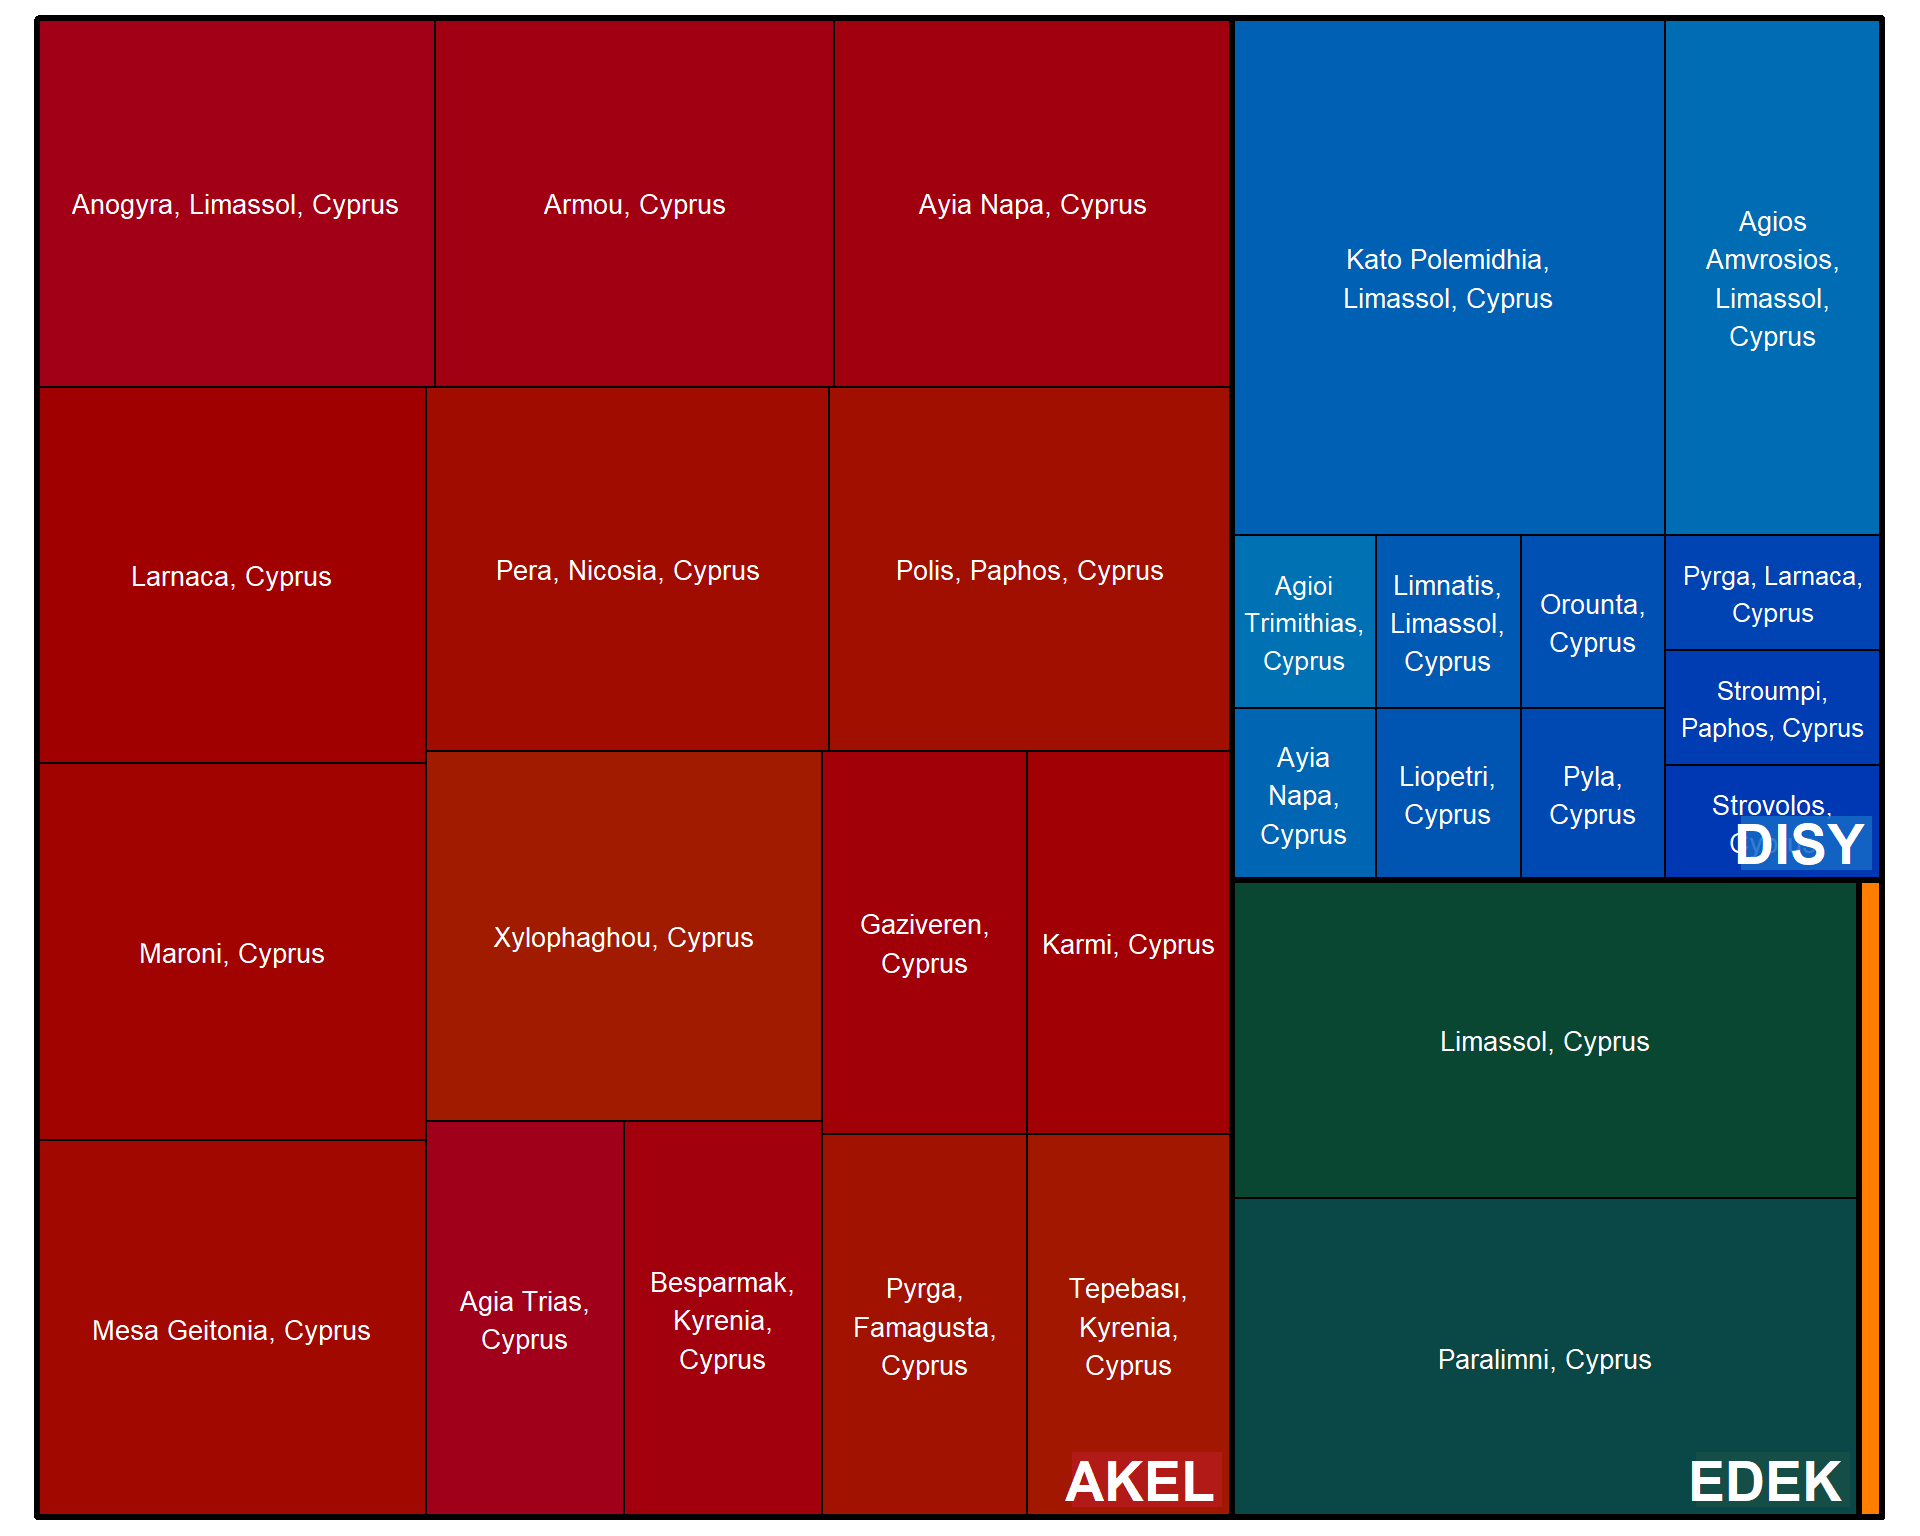 Anogyra, Limassol, Cyprus
Armou, Cyprus
Ayia Napa, Cyprus
Larnaca, Cyprus
Pera, Nicosia, Cyprus
Polis, Paphos, Cyprus
Maroni, Cyprus
Xylophaghou, Cyprus
Gaziveren,
Cyprus
Karmi, Cyprus
Mesa Geitonia, Cyprus
Agia Trias,
Cyprus
Besparmak,
Kyrenia,
Cyprus
Pyrga,
Famagusta,
Cyprus
Tepebası,
Kyrenia,
Cyprus
AKEL
Kato Polemidhia,
Limassol, Cyprus
Agios
Amvrosios,
Limassol,
Cyprus
Agioi
Trimithias,
Cyprus
Limnatis,
Limassol,
Cyprus
Orounta,
Cyprus
Pyrga, Larnaca,
Cyprus
Stroumpi,
Paphos, Cyprus
Ayia
Napa,
Cyprus
Liopetri,
Cyprus
Pyla,
Cyprus
Strovolos,
DISY
Limassol, Cyprus
Paralimni, Cyprus
EDEK